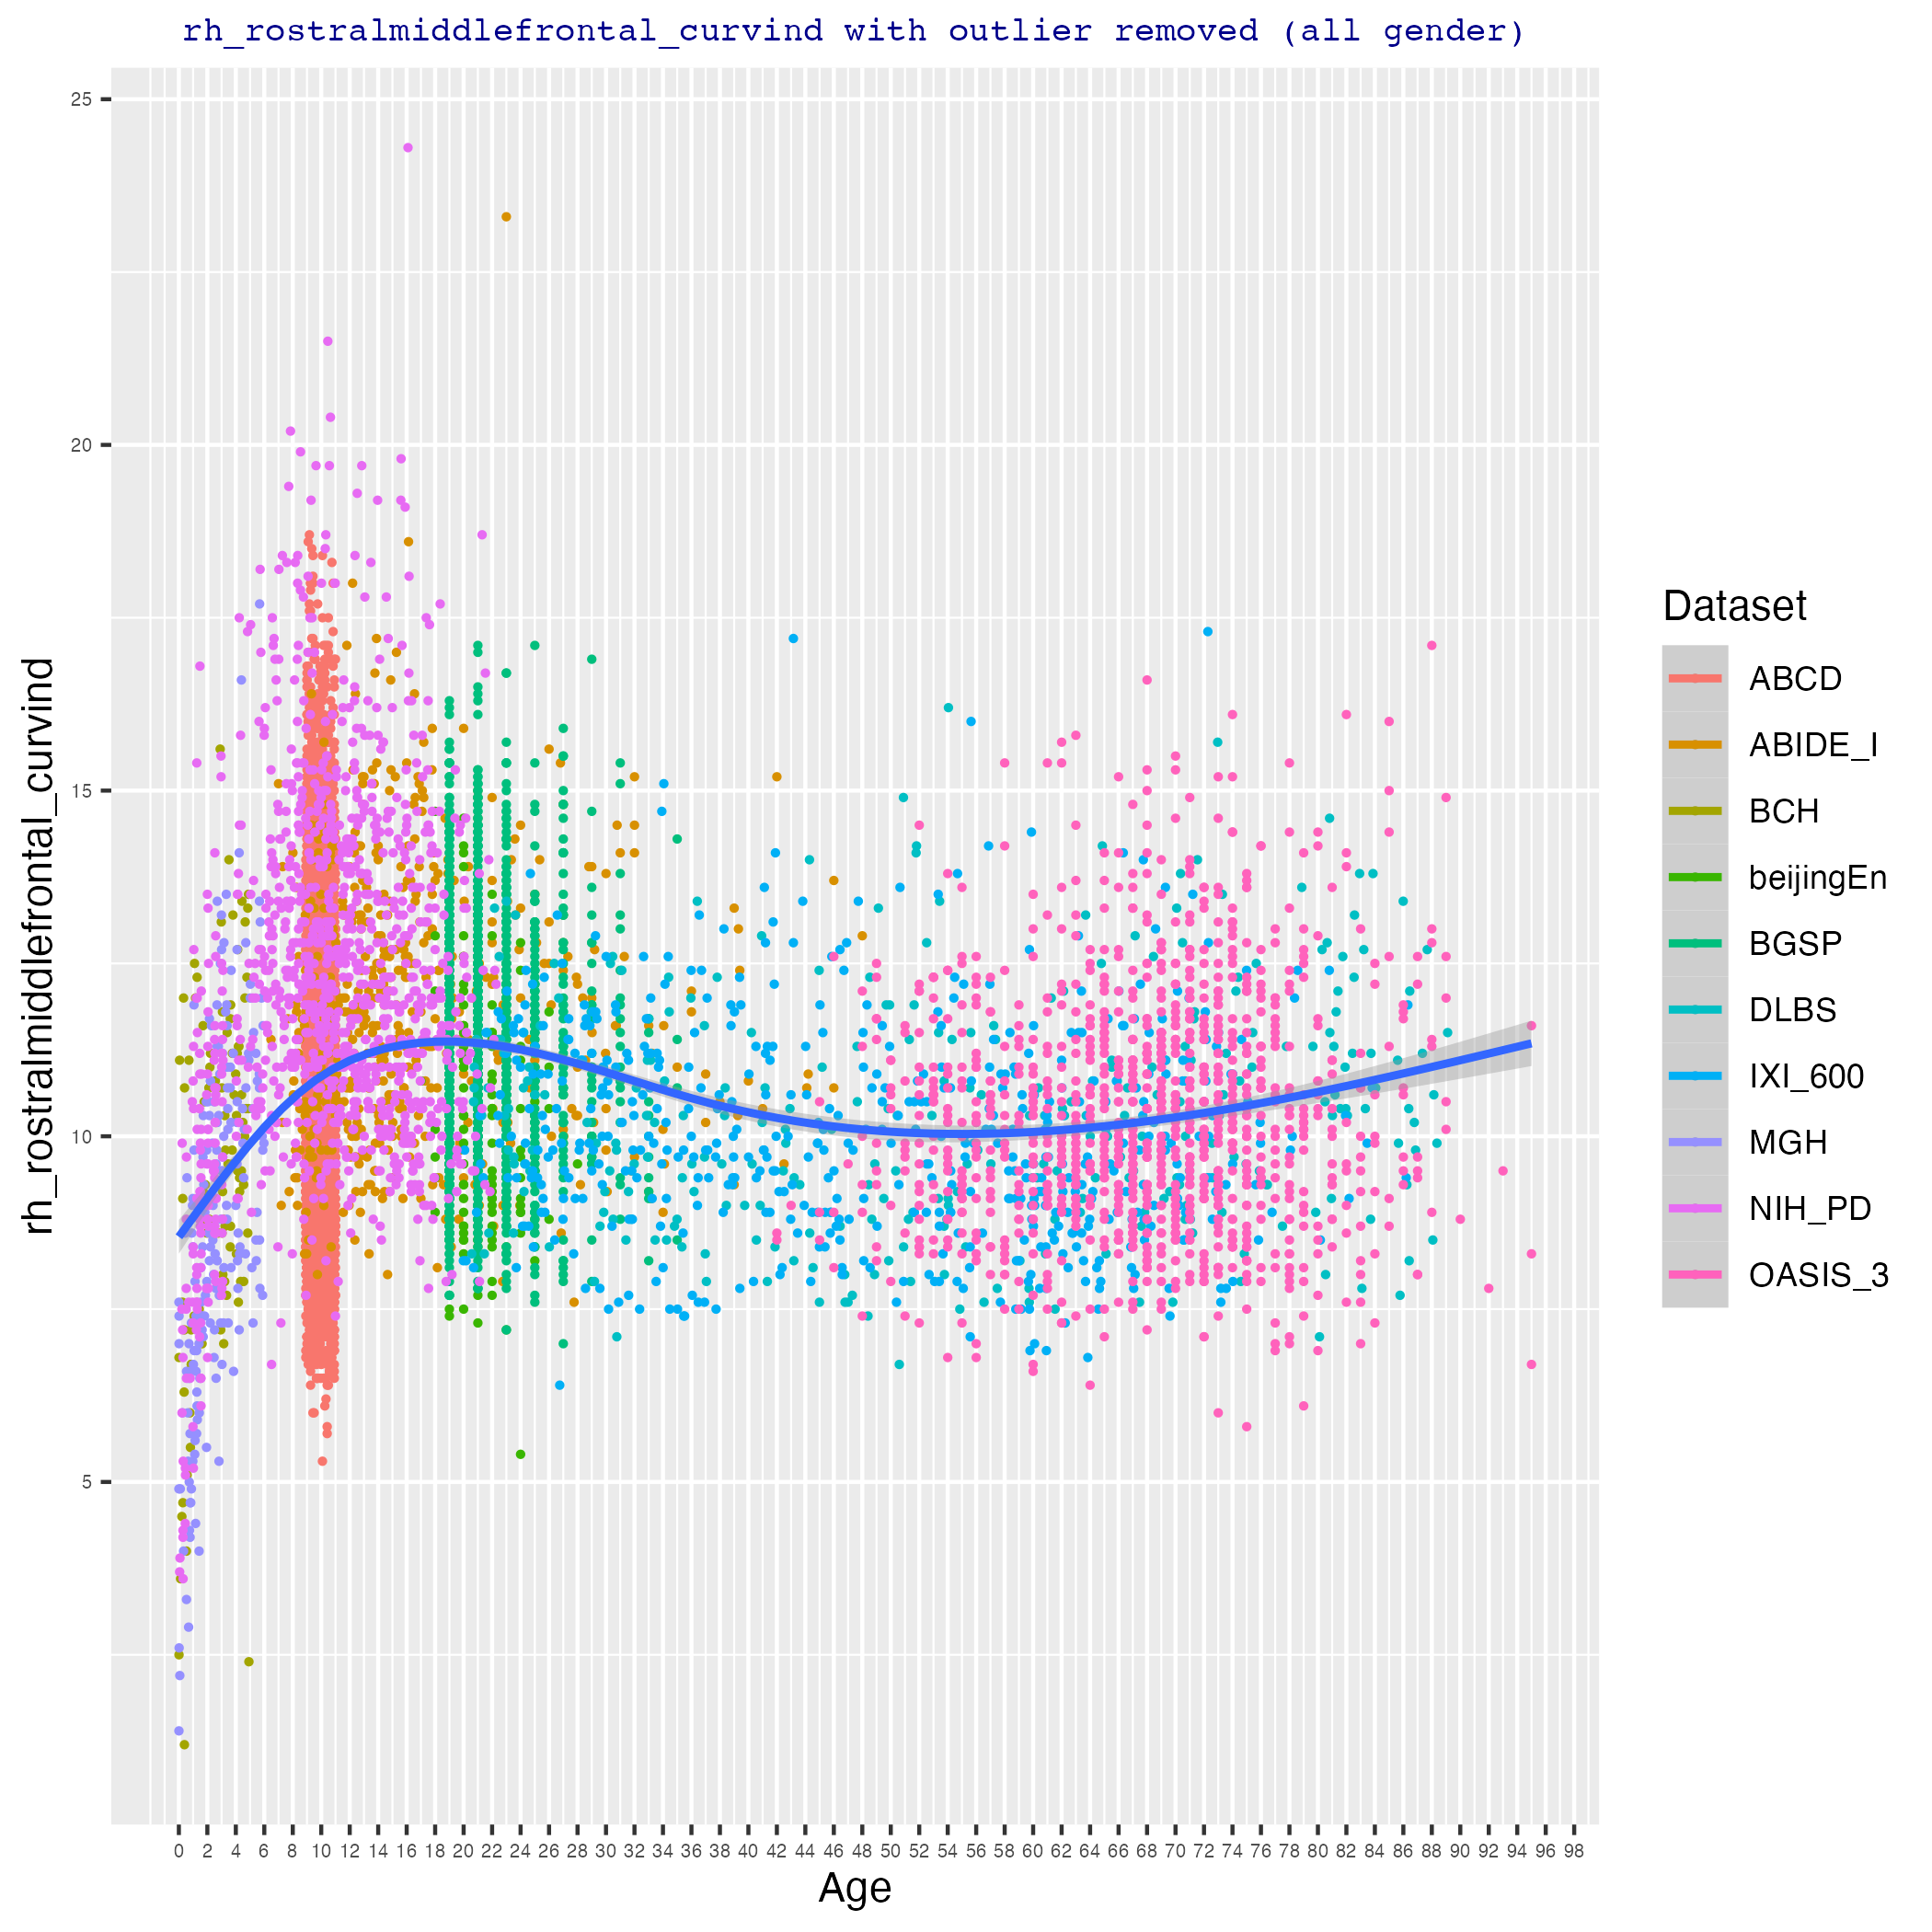 rh_rostralmiddlefrontal_curvind with outlier removed (all gender)
rh_rostralmiddlefrontal_curvind
25
20
15
10
5
0 2 4 6 8 10 12 14 16 18 20 22 24 26 28 30 32 34 36 38 40 42 44 46 48 50 52 54 56 58 60 62 64 66 68 70 72 74 76 78 80 82 84 86 88 90 92 94 96 98
Age
Dataset
ABCD
ABIDE_I
BCH
beijingEn
BGSP
DLBS
IXI_600
MGH
NIH_PD
OASIS_3